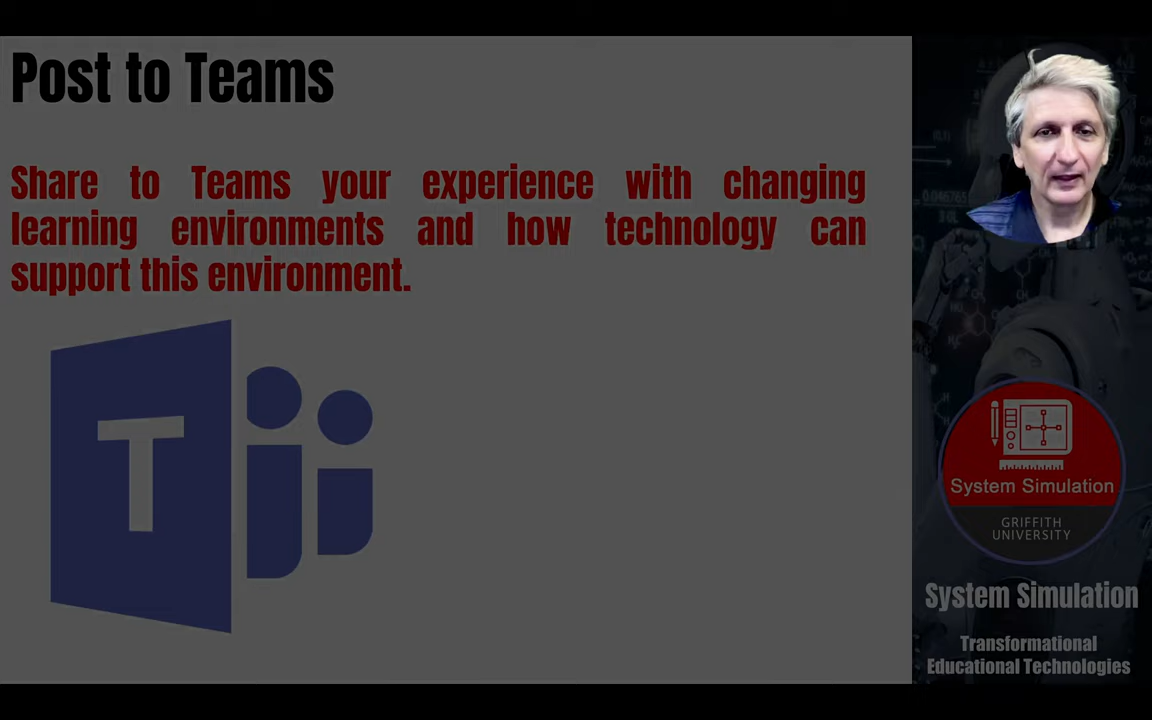 Post to Teams
Share to Teams your experience with changing
learning environments and how technology can
support this environment.
T
System Simulation
GRIFFITH
UNIVERSITY
System Simulation
Transformational
Educational Technologies